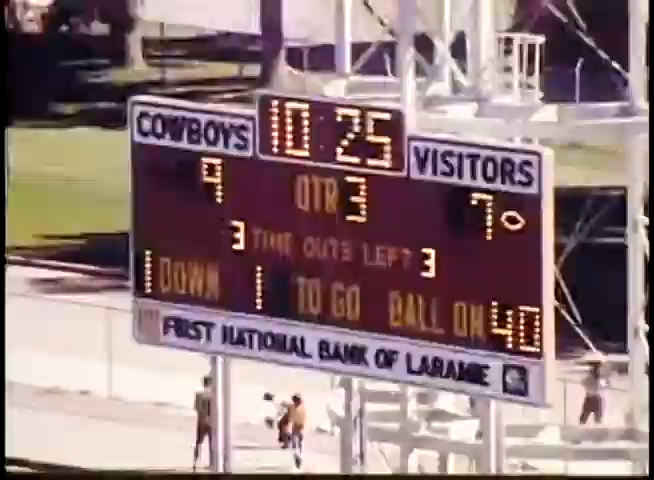 COWBOYS 10:25 VISITORS
9 QTR 3 7
3 TIME OUTS LEFT 3
1 DOWN 1 TO GO BALL ON 40
FIRST NATIONAL BANK OF LARAMIE